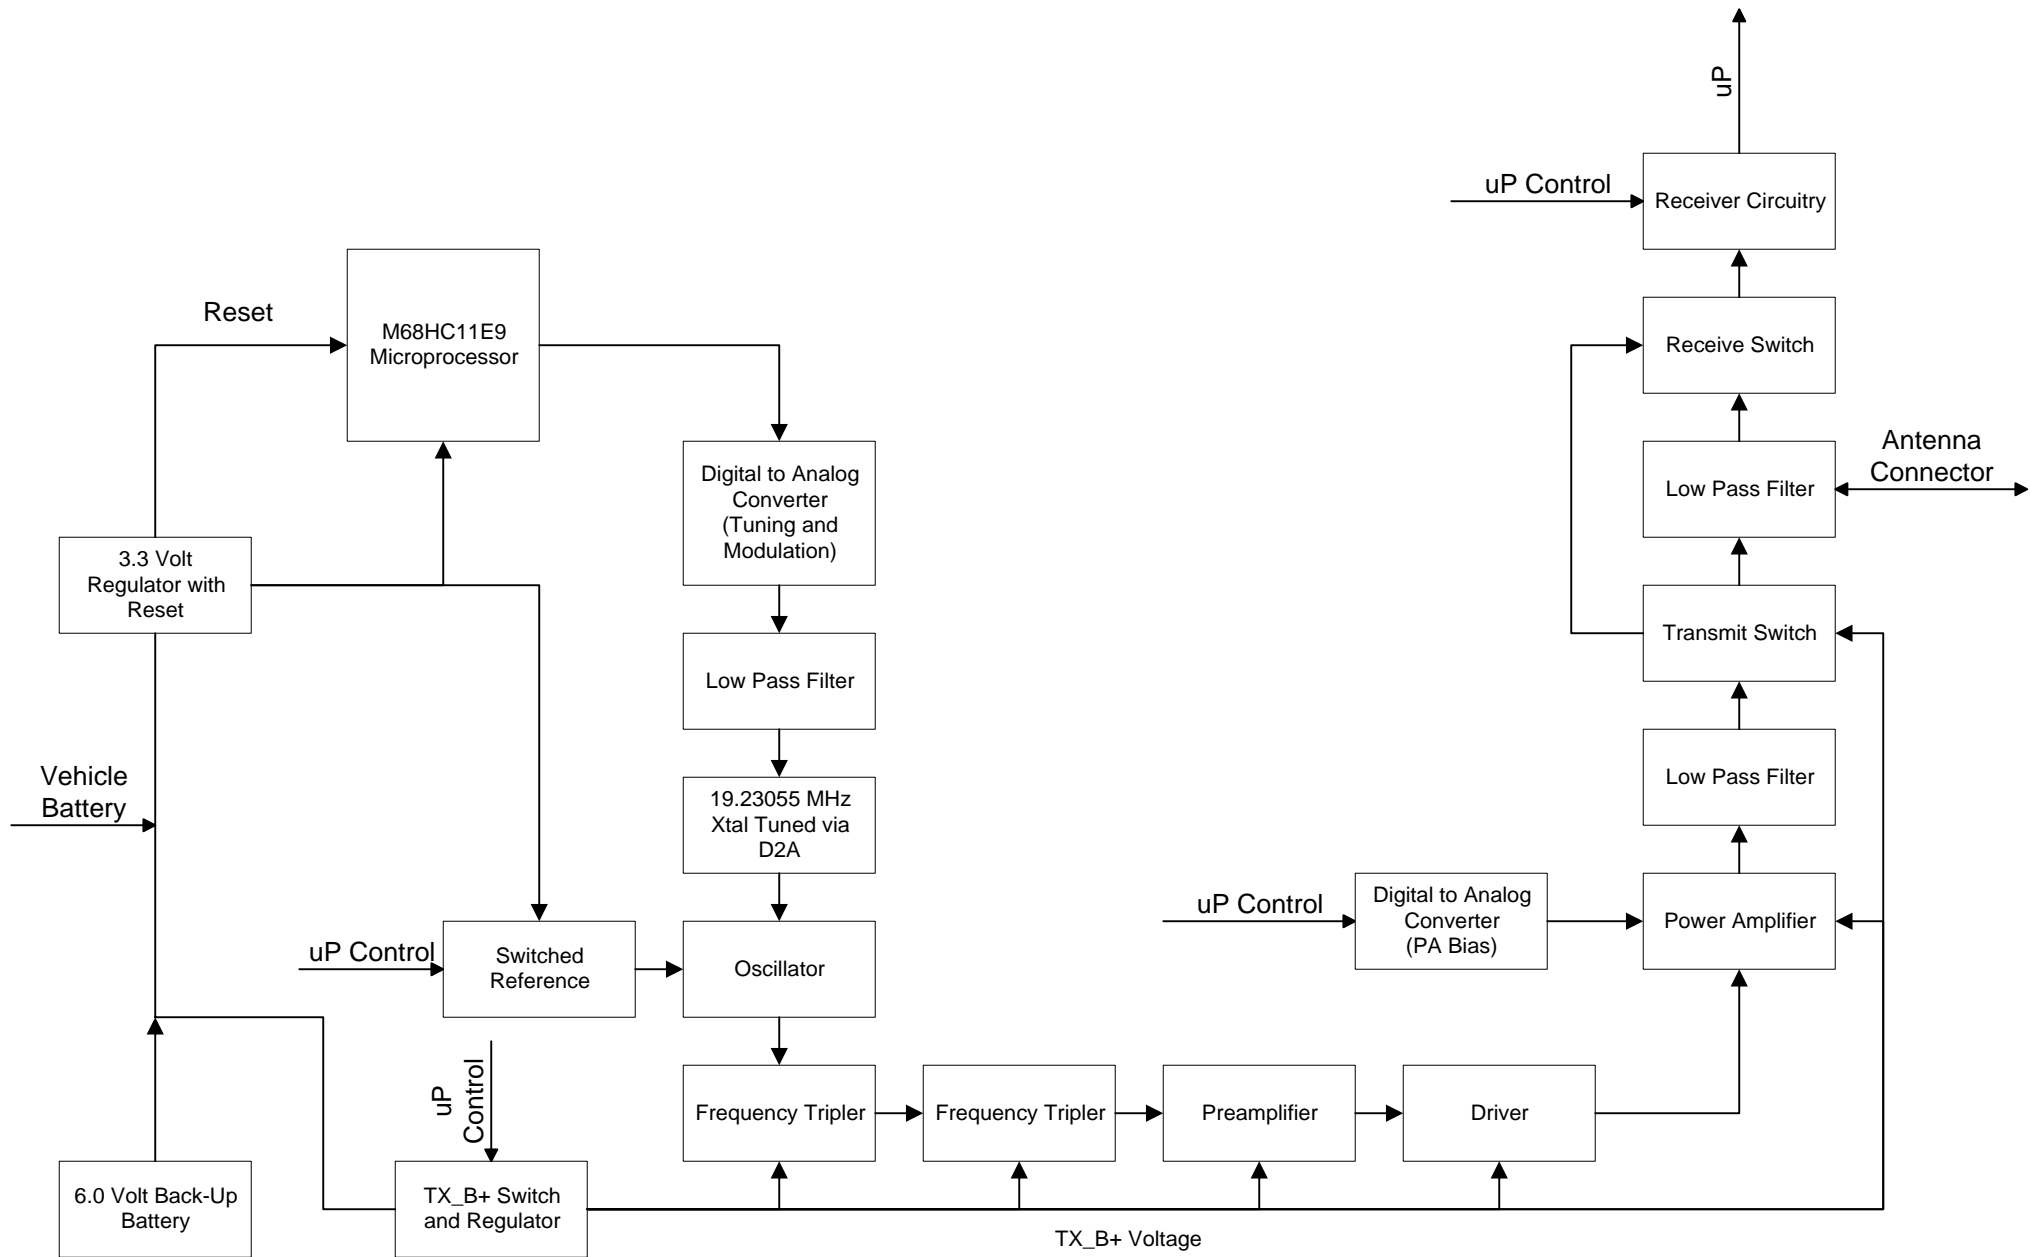 uP
uP Control
Receiver Circuitry
Reset
M68HC11E9
Microprocessor
Receive Switch
Digital to Analog
Converter
(Tuning and
Modulation)
Low Pass Filter
Antenna
Connector
3.3 Volt
Regulator with
Reset
Low Pass Filter
Transmit Switch
Vehicle
Battery
19.23055 MHz
Xtal Tuned via
D2A
Low Pass Filter
uP Control
Switched
Reference
Oscillator
uP Control
Digital to Analog
Converter
(PA Bias)
Power Amplifier
uP
Control
Frequency Tripler
Frequency Tripler
Preamplifier
Driver
6.0 Volt Back-Up
Battery
TX_B+ Switch
and Regulator
TX_B+ Voltage